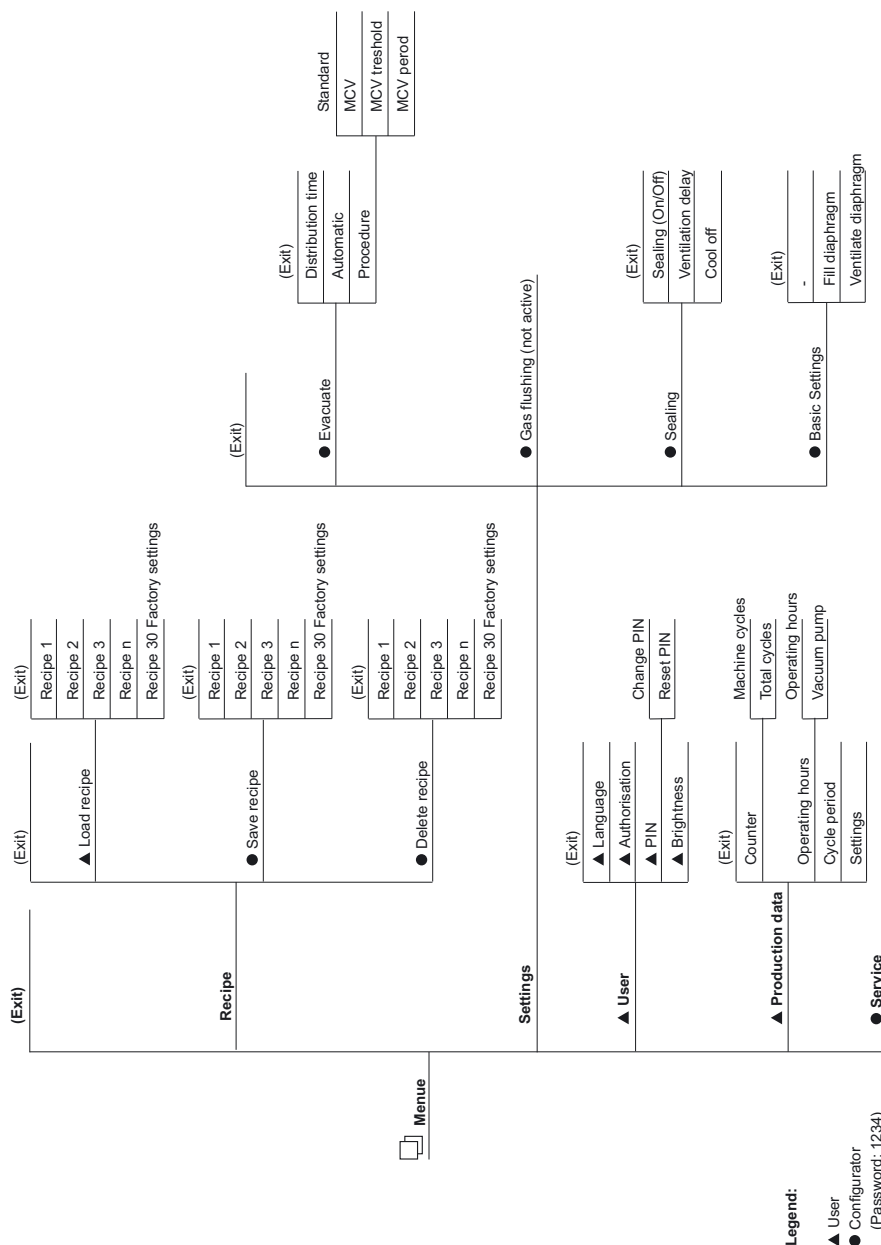 Menue
(Exit)
Recipe
(Exit)
▲ Load recipe
(Exit)
Recipe 1
Recipe 2
Recipe 3
Recipe n
Recipe 30 Factory settings
● Save recipe
(Exit)
Recipe 1
Recipe 2
Recipe 3
Recipe n
Recipe 30 Factory settings
● Delete recipe
(Exit)
Recipe 1
Recipe 2
Recipe 3
Recipe n
Recipe 30 Factory settings
Settings
(Exit)
● Evacuate
(Exit)
Distribution time
Automatic
Procedure
Standard
MCV
MCV treshold
MCV perod
● Gas flushing (not active)
● Sealing
(Exit)
Sealing (On/Off)
Ventilation delay
Cool off
● Basic Settings
(Exit)
-
Fill diaphragm
Ventilate diaphragm
▲ User
(Exit)
▲ Language
▲ Authorisation
▲ PIN
Change PIN
Reset PIN
▲ Brightness
▲ Production data
(Exit)
Counter
Machine cycles
Total cycles
Operating hours
Operating hours
Vacuum pump
Cycle period
Settings
● Service
Legend:
▲ User
● Configurator
(Password: 1234)